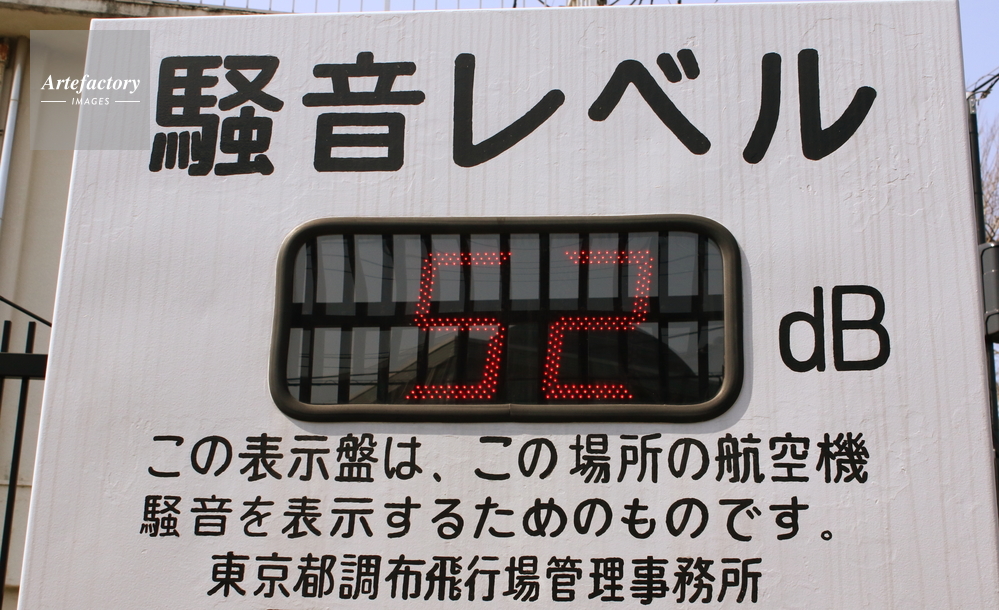 Artefactory
IMAGES
騒音レベル
52 dB
この表示盤は、この場所の航空機
騒音を表示するためのものです。
東京都調布飛行場管理事務所